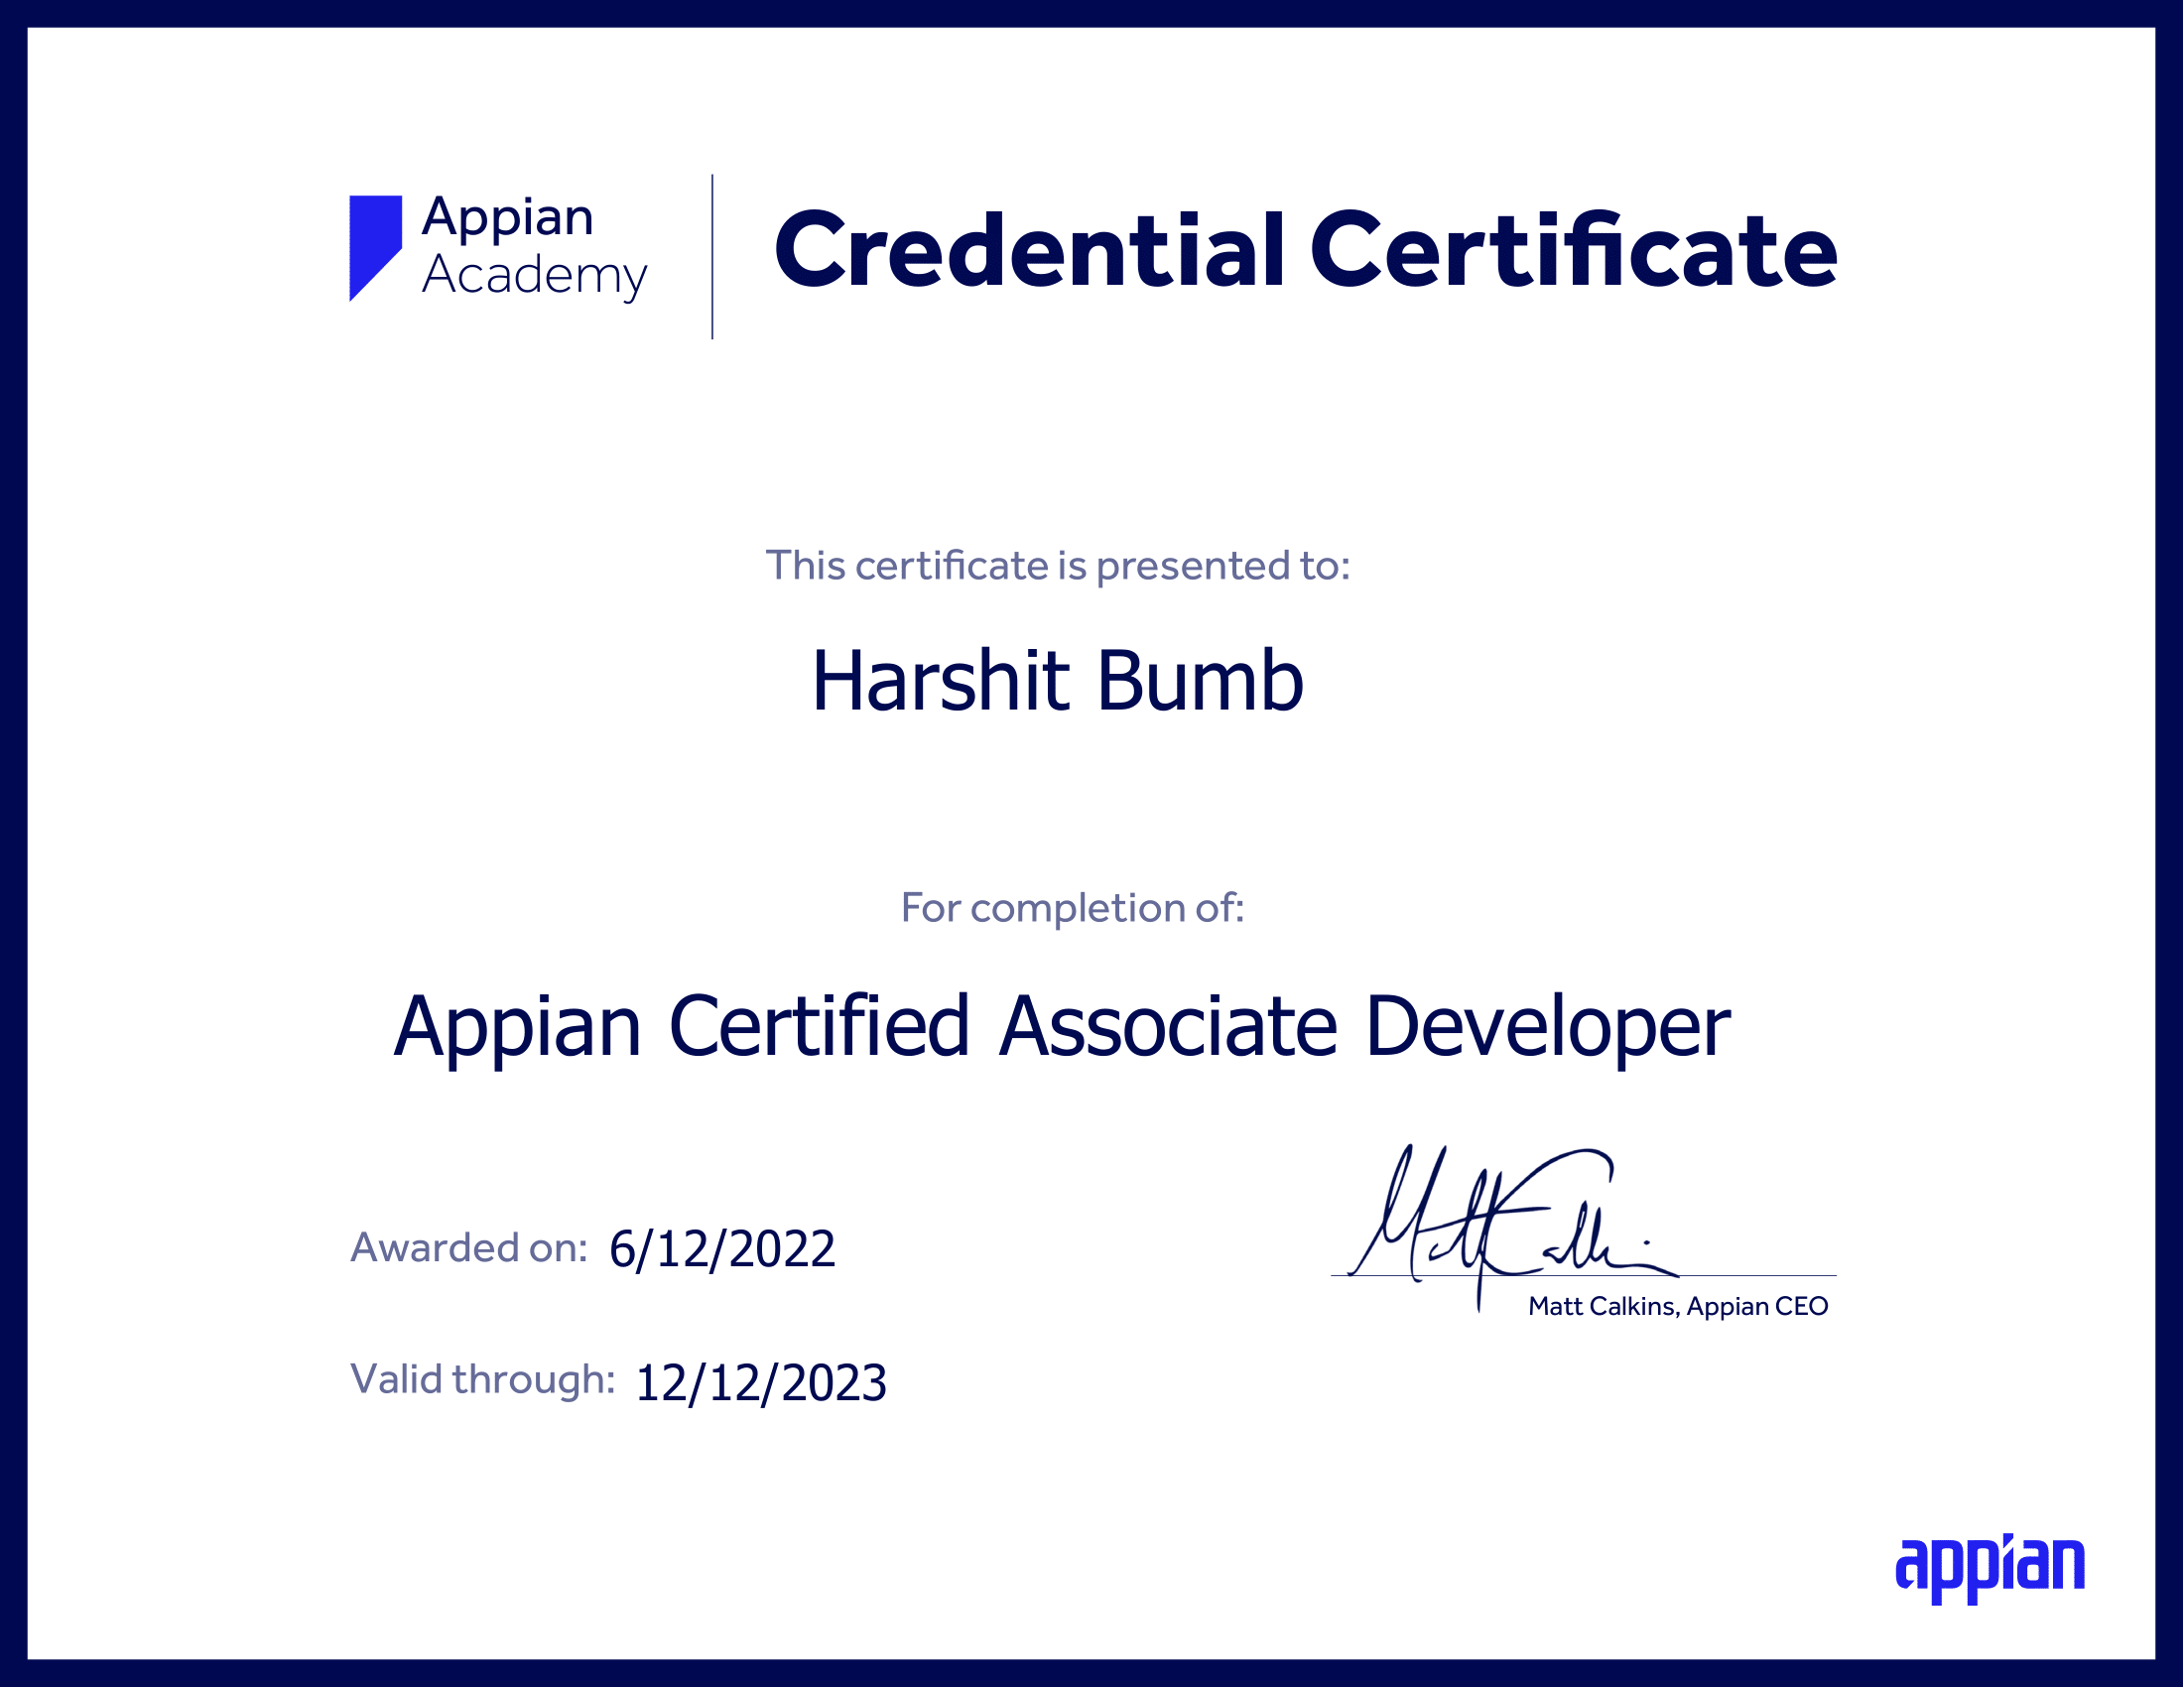 Appian
Academy
Credential Certificate
This certificate is presented to:
Harshit Bumb
For completion of:
Appian Certified Associate Developer
Awarded on: 6/12/2022
Matt Calkins
Matt Calkins, Appian CEO
Valid through: 12/12/2023
appian